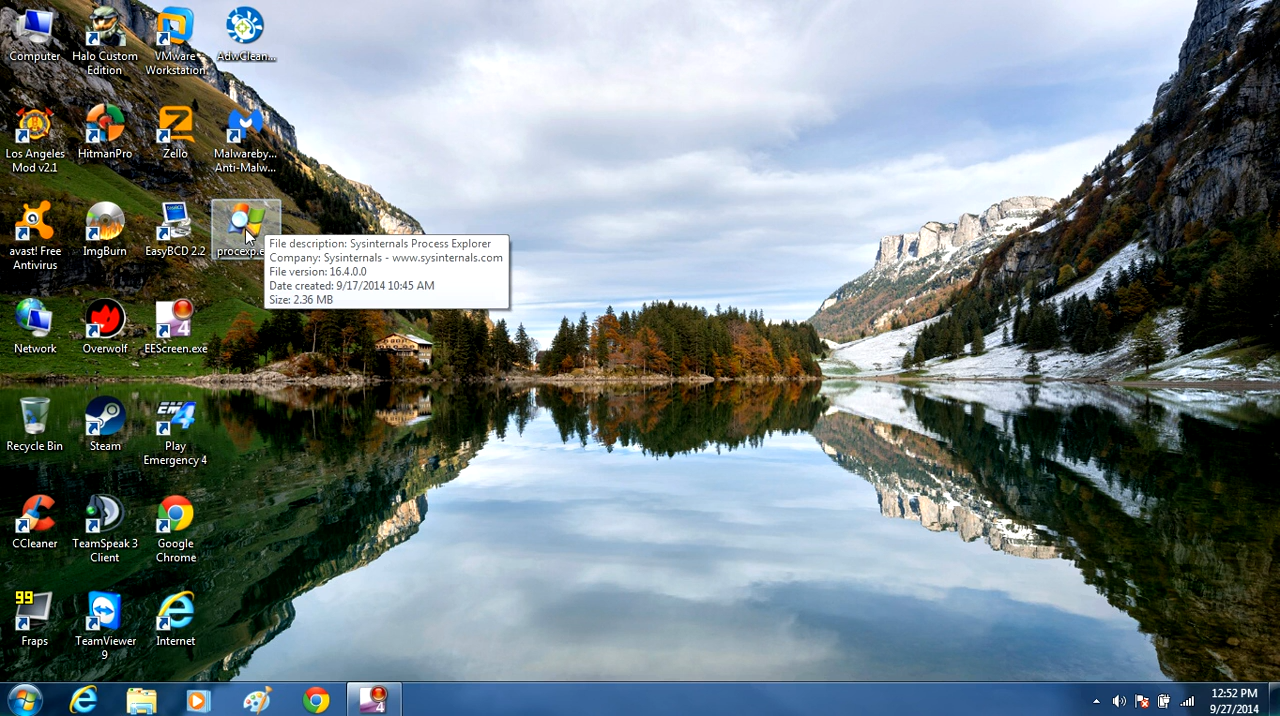 Computer
Halo Custom
Edition
VMware
Workstation
AdwClean...
Los Angeles
Mod v2.1
HitmanPro
Zello
Malwareby...
Anti-Malw...
avast! Free
Antivirus
ImgBurn
EasyBCD 2.2
procexp.e
File description: Sysinternals Process Explorer
Company: Sysinternals - www.sysinternals.com
File version: 16.4.0.0
Date created: 9/17/2014 10:45 AM
Size: 2.36 MB
Network
Overwolf
4
EEScreen.exe
Recycle Bin
Steam
EM4
Play
Emergency 4
CCleaner
TeamSpeak 3
Client
Google
Chrome
99
Fraps
TeamViewer
9
Internet
4
12:52 PM
9/27/2014